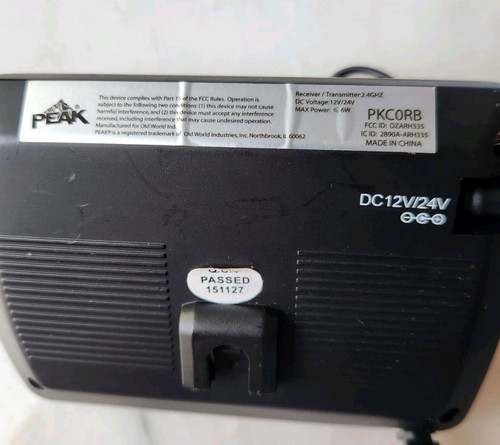 PEAK
This device complies with Part 15 of the FCC Rules. Operation is
subject to the following two conditions: (1) this device may not cause
harmful interference, and (2) this device must accept any interference
received, including interference that may cause undesired operation.
Manufactured for Old World Ind.
PEAK® is a registered trademark of Old World Industries, Inc. Northbrook, IL 60062
Receiver / Transmitter:2.4GHZ
DC Voltage:12V/24V
MAX Power: ≤ 6W
PKC0RB
FCC ID: DZARH335
IC ID: 2890A-ARH335
MADE IN CHINA
DC12V/24V
PASSED
151127